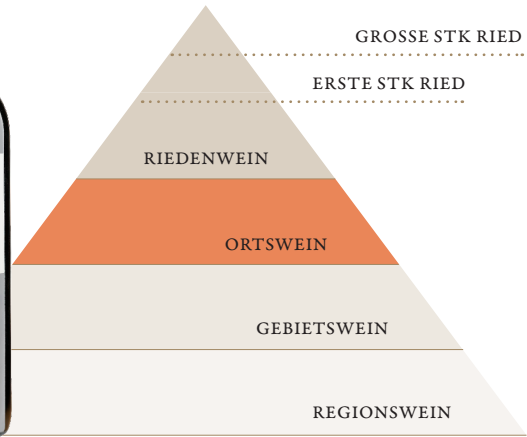 GROSSE STK RIED
ERSTE STK RIED
RIEDENWEIN
ORTSWEIN
GEBIETSWEIN
REGIONSWEIN